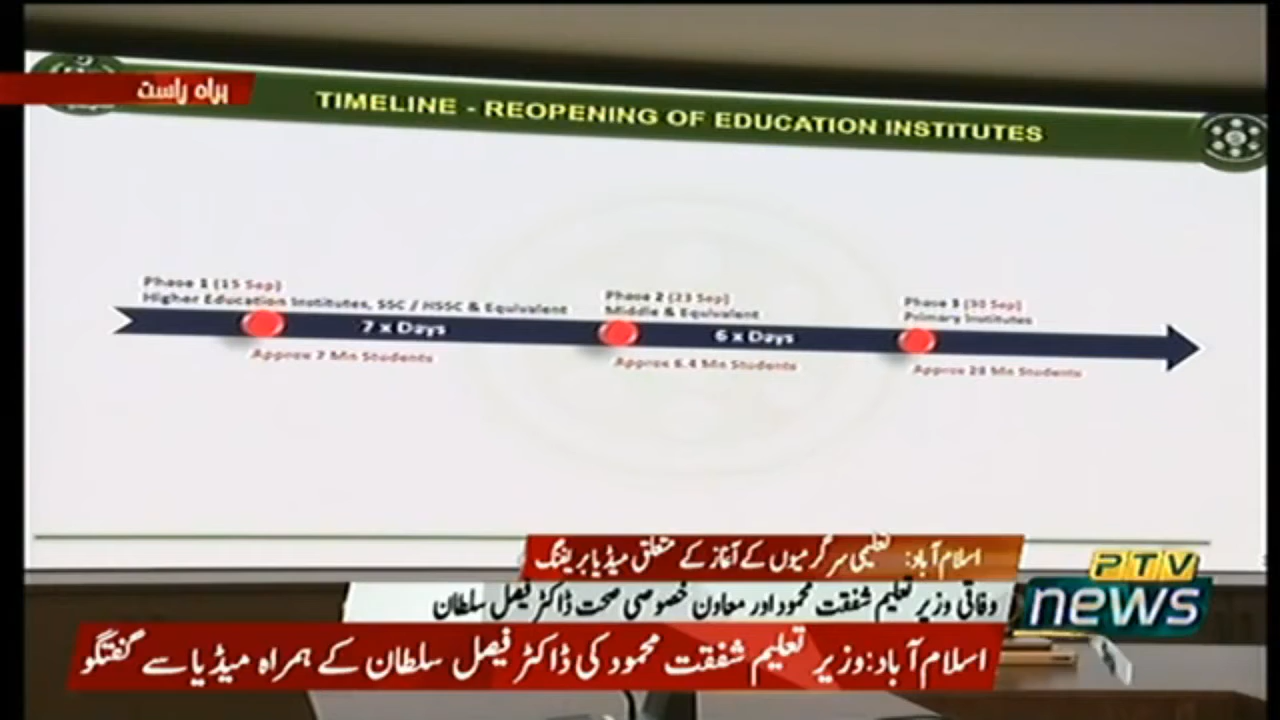 براہ راست
TIMELINE - REOPENING OF EDUCATION INSTITUTES
Phase 1 (15 Sep)
Higher Education Institutes, SSC / HSSC & Equivalent
7 x Days
Approx 7 Mn Students
Phase 2 (23 Sep)
Middle & Equivalent
6 x Days
Approx 6.4 Mn Students
Phase 3 (30 Sep)
Primary Institutes
Approx 28 Mn Students
اسلام آباد: تعلیمی سرگرمیوں کے آغاز کے متعلق میڈیا بریفنگ
وفاقی وزیر تعلیم شفقت محمود اور معاون خصوصی صحت ڈاکٹر فیصل سلطان
اسلام آباد: وزیر تعلیم شفقت محمود کی ڈاکٹر فیصل سلطان کے ہمراہ میڈیا سے گفتگو
PTV
news